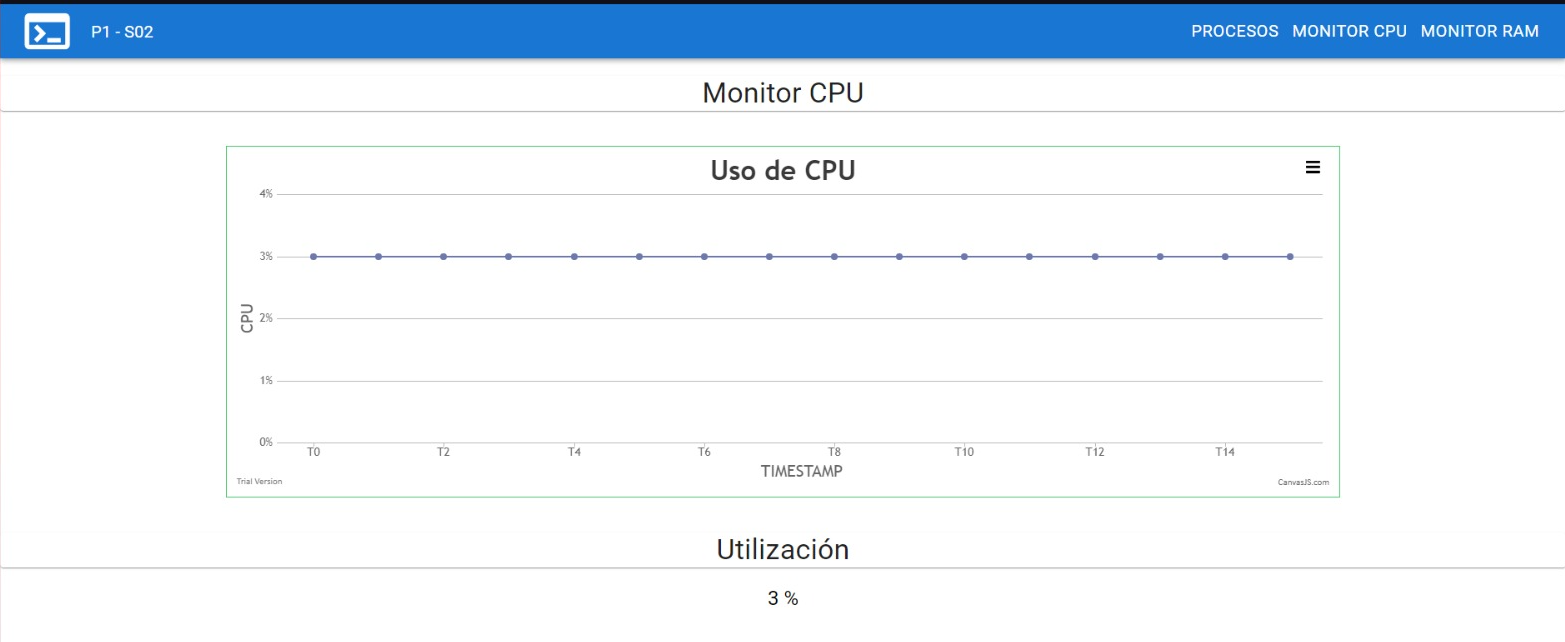 P1 - S02
PROCESOS MONITOR CPU MONITOR RAM
Monitor CPU
Uso de CPU
4%
3%
2%
1%
0%
CPU
T0 T2 T4 T6 T8 T10 T12 T14
TIMESTAMP
Trial Version
CanvasJS.com
Utilización
3 %